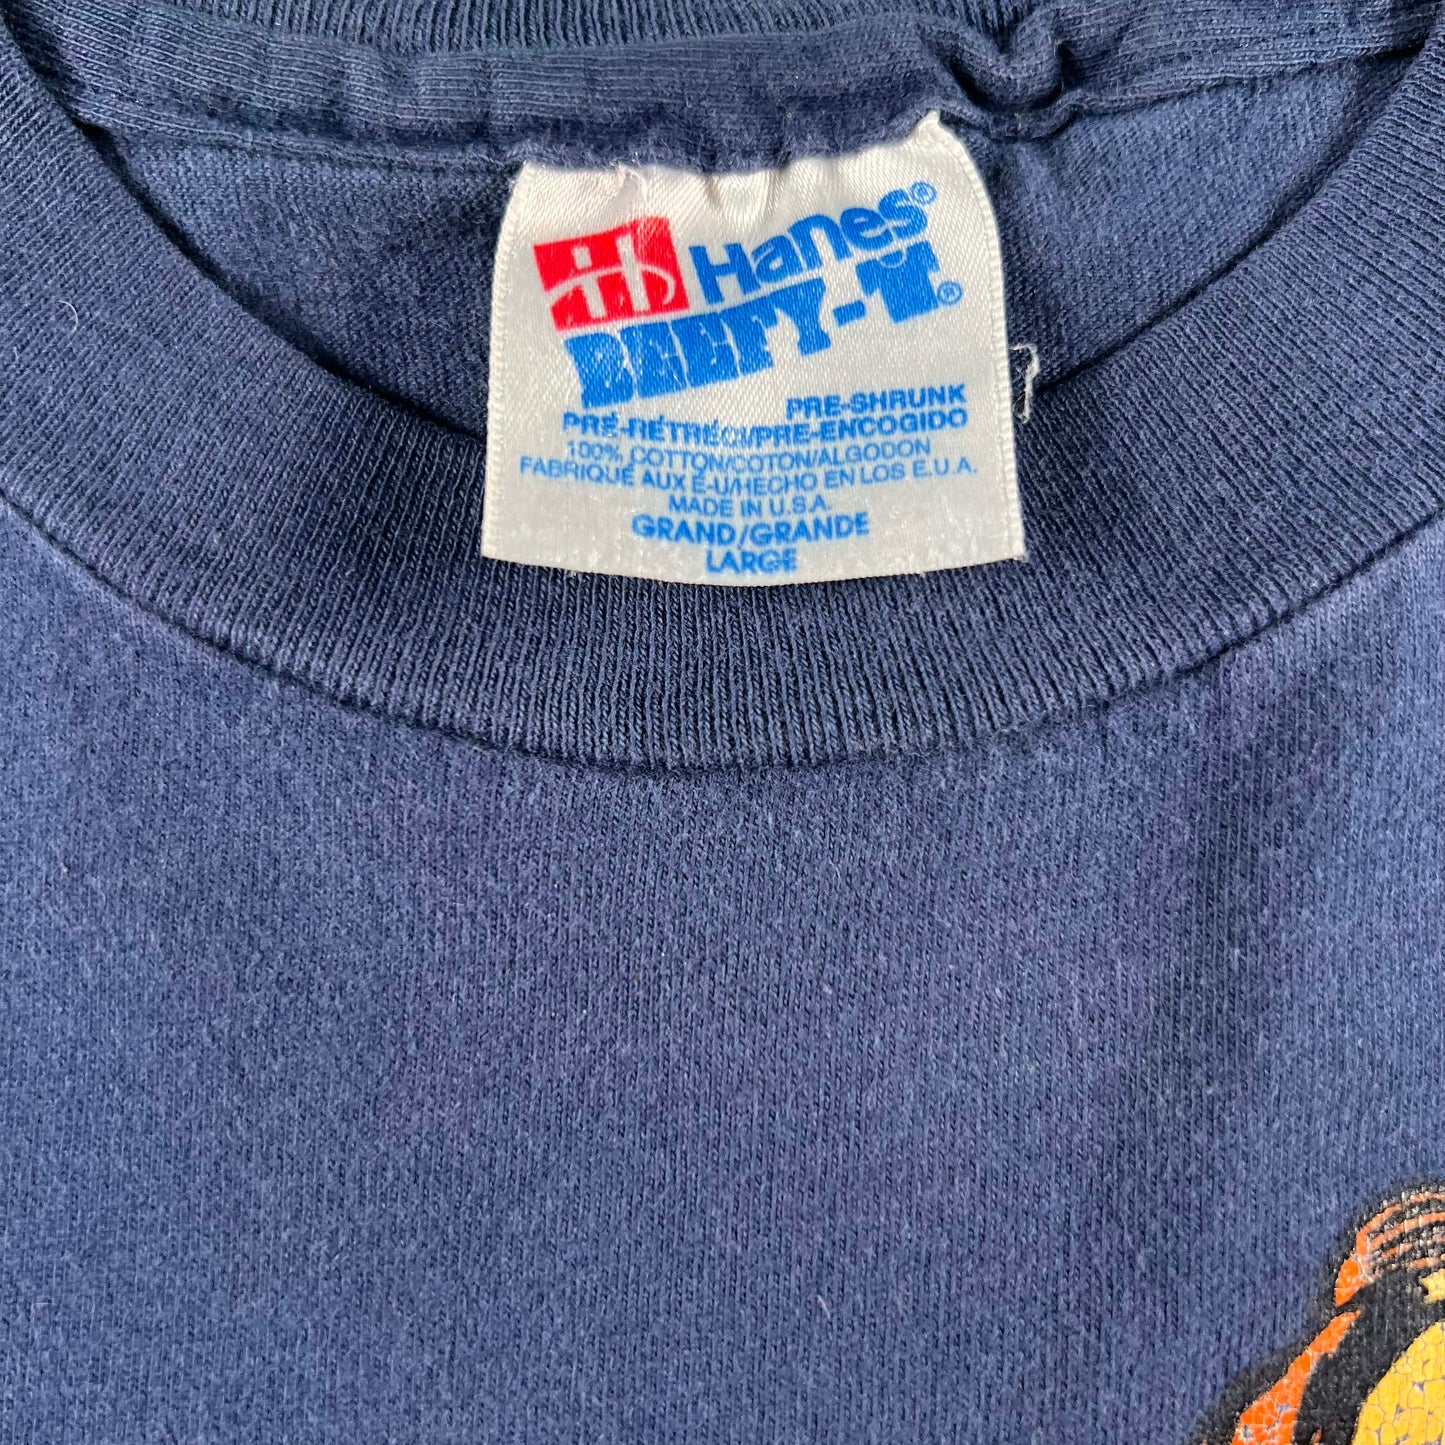 Hanes®
BEEFY-T®
PRE-SHRUNK
PRÉ-RÉTRÉCI/PRE-ENCOGIDO
100% COTTON/COTON/ALGODON
FABRIQUÉ AUX É-U/HECHO EN LOS E.U.A.
MADE IN U.S.A.
GRAND/GRANDE
LARGE